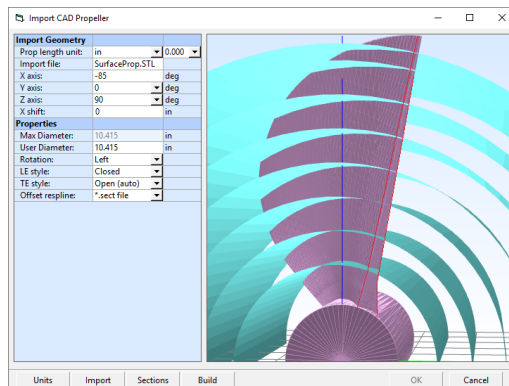 Import CAD Propeller
Import Geometry
Prop length unit: in 0.000
Import file: SurfaceProp.STL
X axis: -85 deg
Y axis: 0 deg
Z axis: 90 deg
X shift: 0 in
Properties
Max Diameter: 10.415 in
User Diameter: 10.415 in
Rotation: Left
LE style: Closed
TE style: Open (auto)
Offset respline: *.sect file
Units Import Sections Build OK Cancel